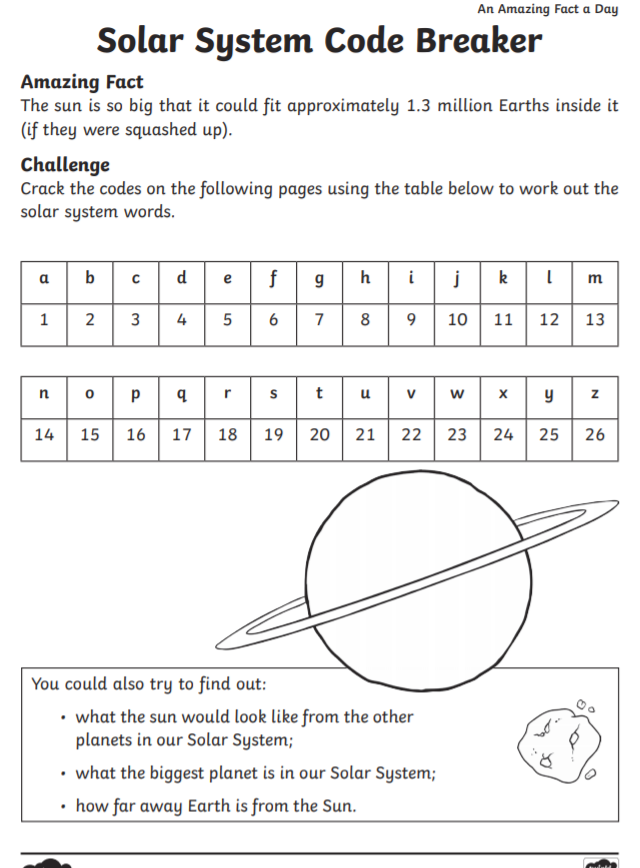 An Amazing Fact a Day
Solar System Code Breaker
Amazing Fact
The sun is so big that it could fit approximately 1.3 million Earths inside it
(if they were squashed up).
Challenge
Crack the codes on the following pages using the table below to work out the
solar system words.
a b c d e f g h i j k l m
1 2 3 4 5 6 7 8 9 10 11 12 13
n o p q r s t u v w x y z
14 15 16 17 18 19 20 21 22 23 24 25 26
You could also try to find out:
• what the sun would look like from the other
planets in our Solar System;
• what the biggest planet is in our Solar System;
• how far away Earth is from the Sun.